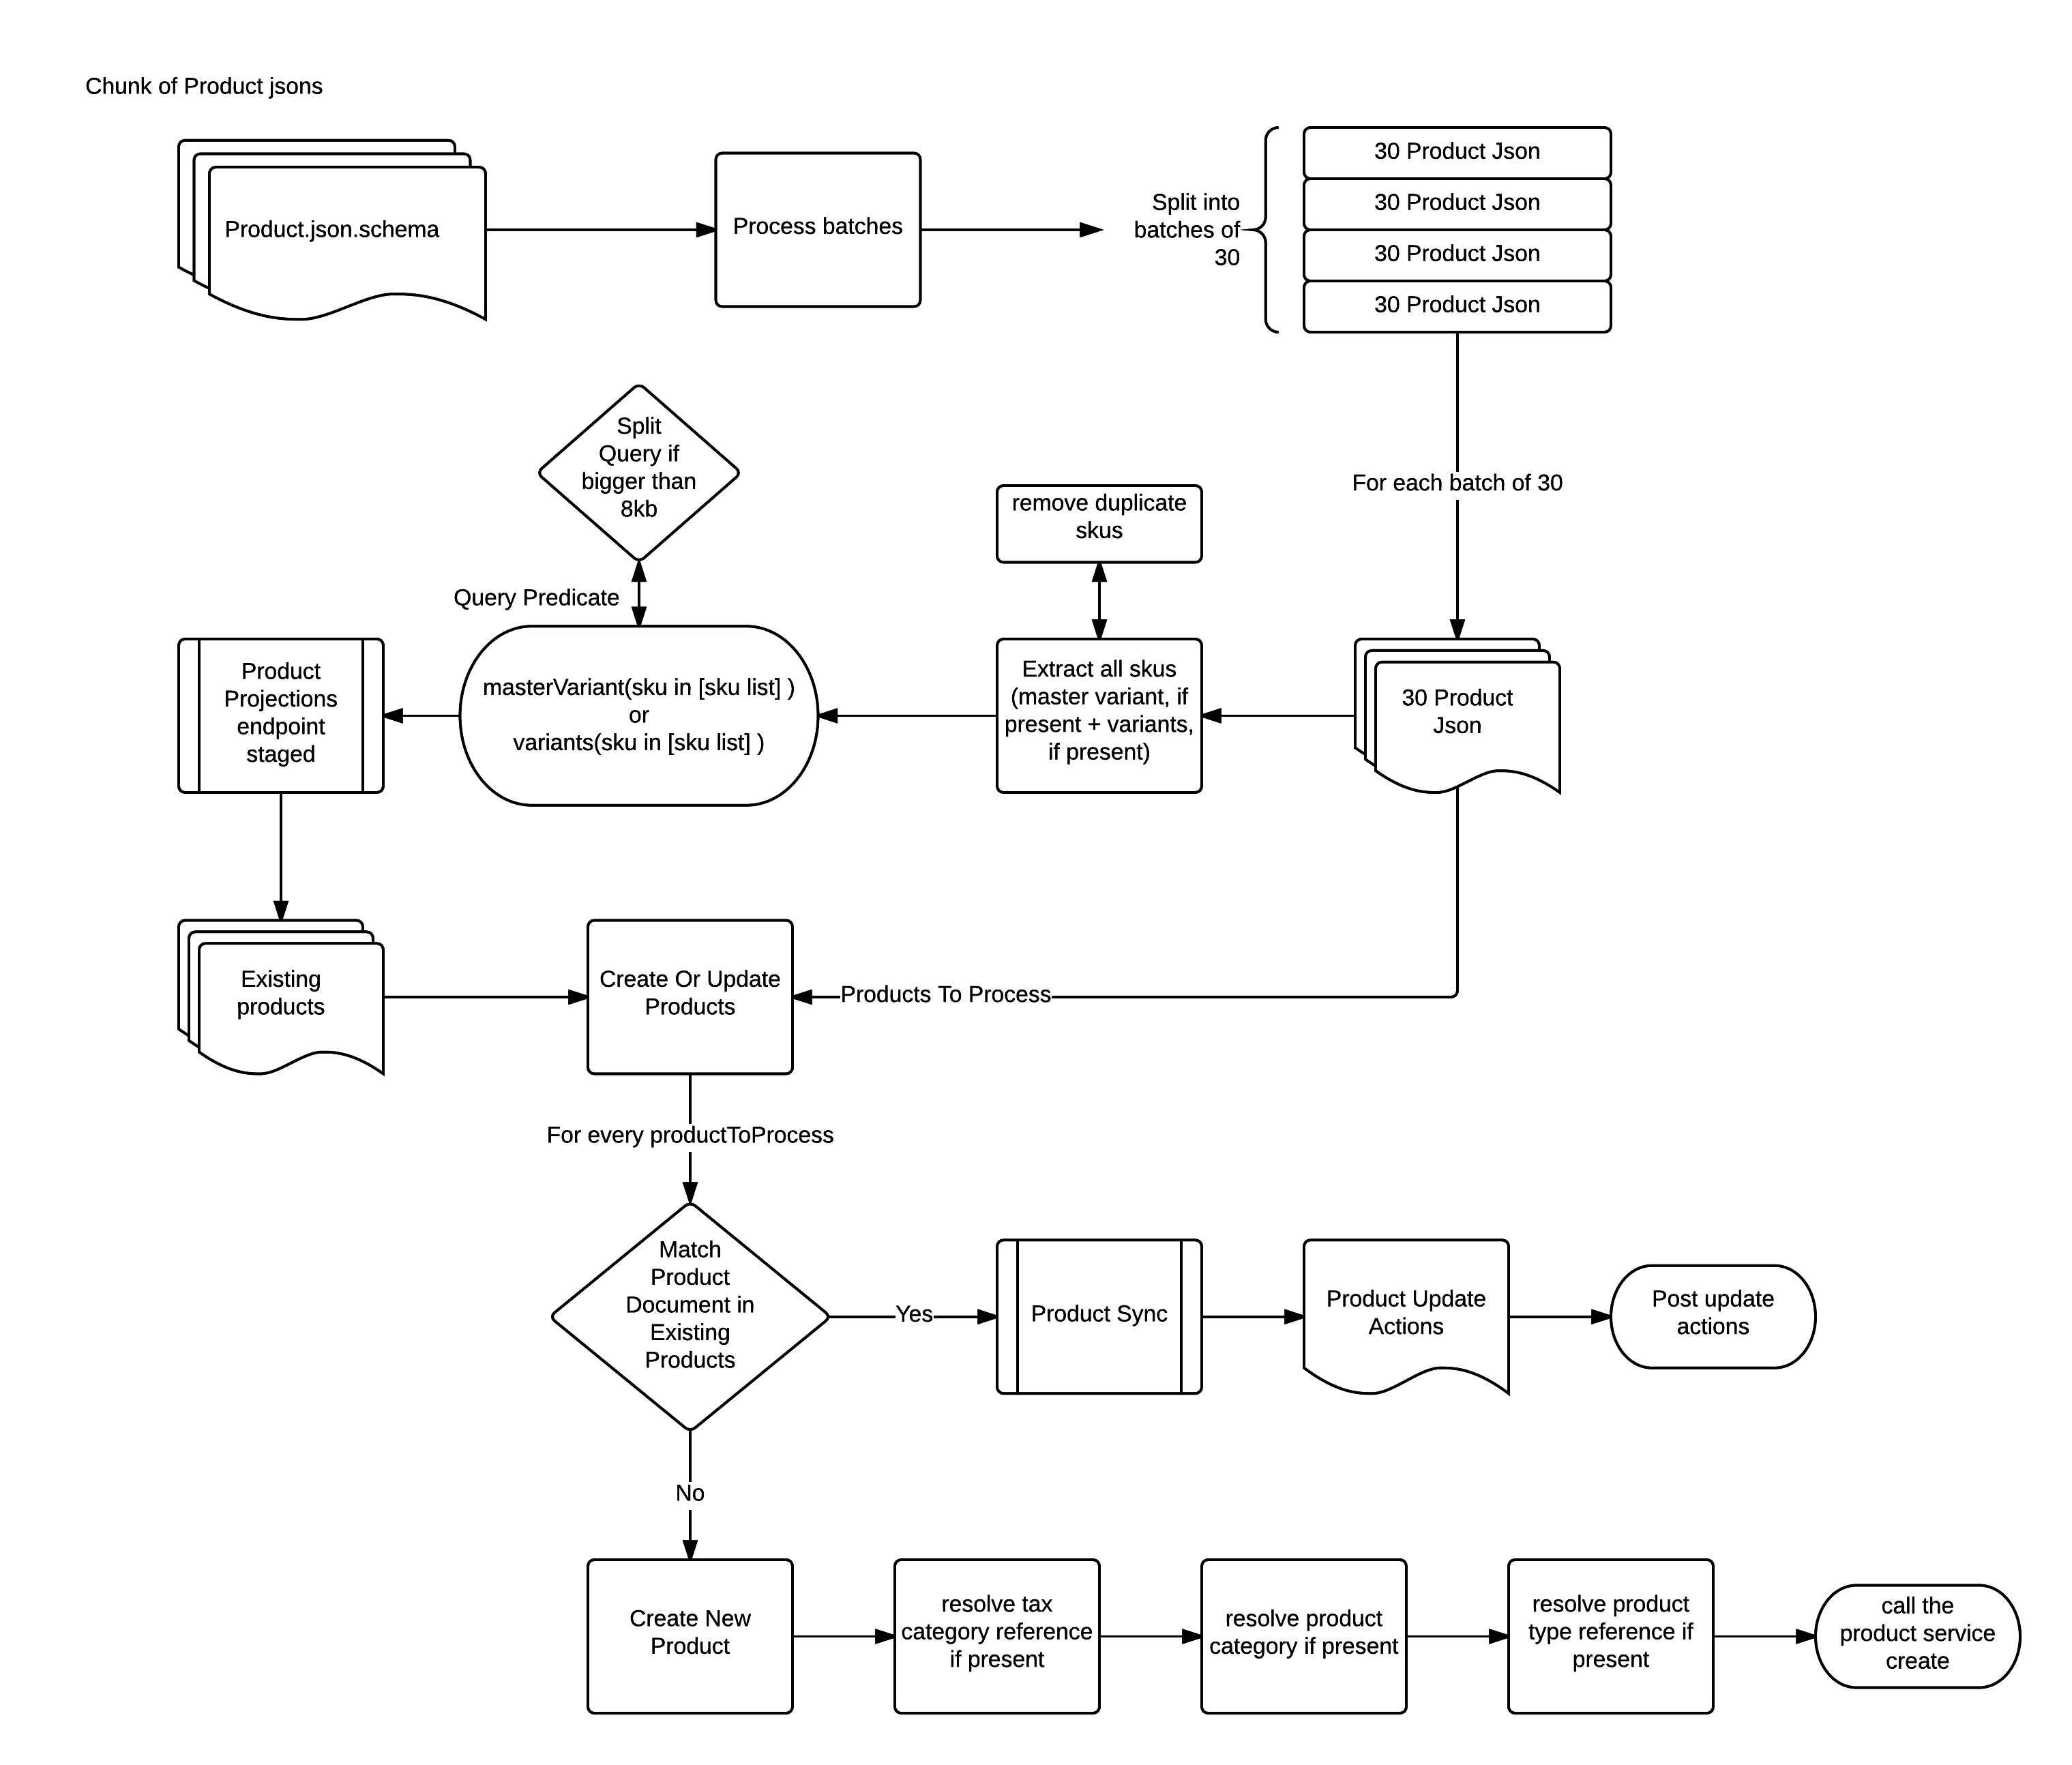 Chunk of Product jsons
Product.json.schema
Process batches
Split into
batches of
30
30 Product Json
30 Product Json
30 Product Json
30 Product Json
For each batch of 30
Split
Query if
bigger than
8kb
Query Predicate
remove duplicate
skus
Product
Projections
endpoint
staged
masterVariant(sku in [sku list] )
or
variants(sku in [sku list] )
Extract all skus
(master variant, if
present + variants,
if present)
30 Product
Json
Existing
products
Create Or Update
Products
Products To Process
For every productToProcess
Match
Product
Document in
Existing
Products
Yes
Product Sync
Product Update
Actions
Post update
actions
No
Create New
Product
resolve tax
category reference
if present
resolve product
category if present
resolve product
type reference if
present
call the
product service
create